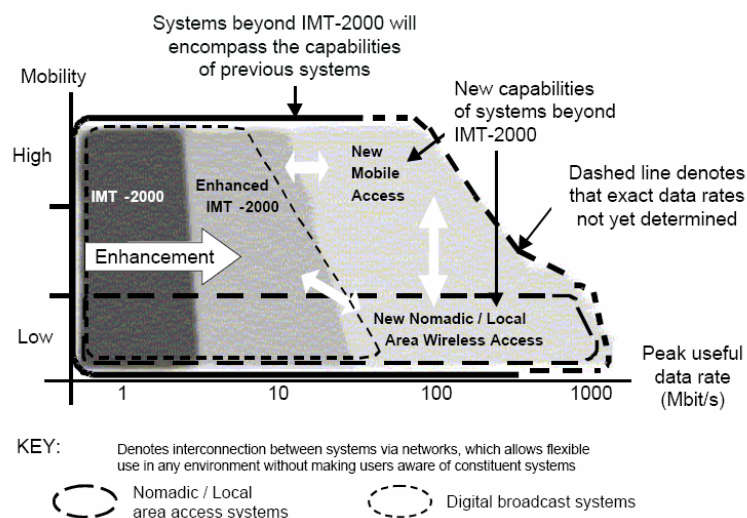 Systems beyond IMT-2000 will
encompass the capabilities
of previous systems
Mobility
New capabilities
of systems beyond
IMT-2000
High
New
Mobile
Access
Dashed line denotes
that exact data rates
not yet determined
IMT -2000
Enhanced
IMT -2000
Enhancement
Low
New Nomadic / Local
Area Wireless Access
Peak useful
data rate
(Mbit/s)
1 10 100 1000
KEY:
Denotes interconnection between systems via networks, which allows flexible
use in any environment without making users aware of constituent systems
Nomadic / Local
area access systems
Digital broadcast systems